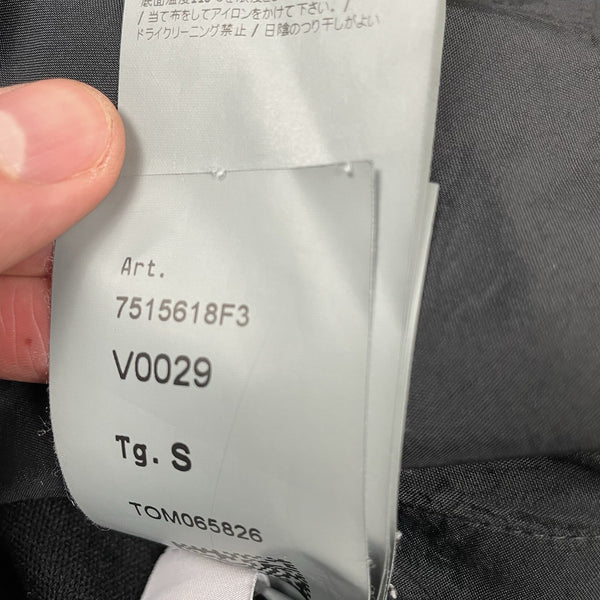 / 当て布をしてアイロンをかけて下さい。 /
ドライクリーニング禁止 / 日陰のつり干しがよい
Art.
7515618F3
V0029
Tg. S
TOM065826